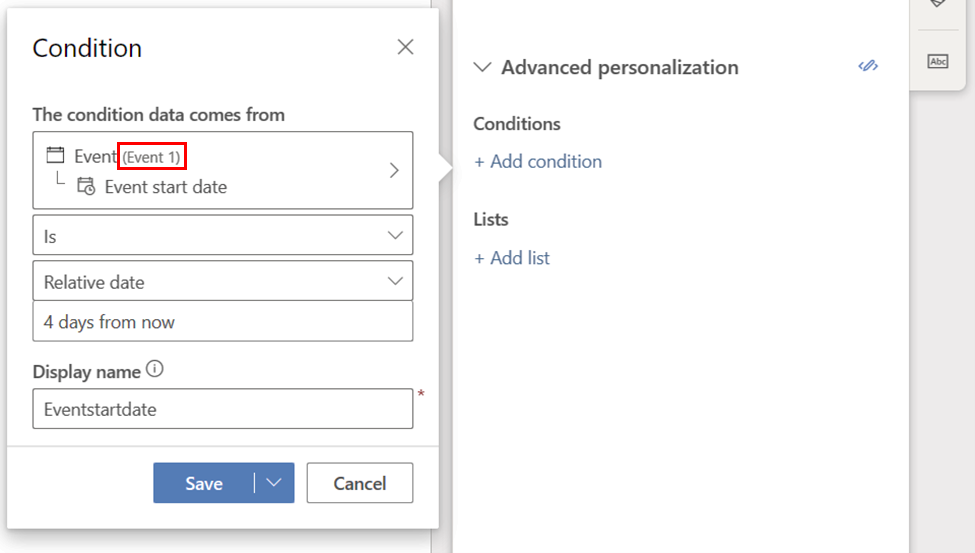 Condition
The condition data comes from
Event (Event 1)
Event start date
Is
Relative date
4 days from now
Display name
Eventstartdate
*
Save
Cancel
Advanced personalization
Conditions
+ Add condition
Lists
+ Add list
Abc